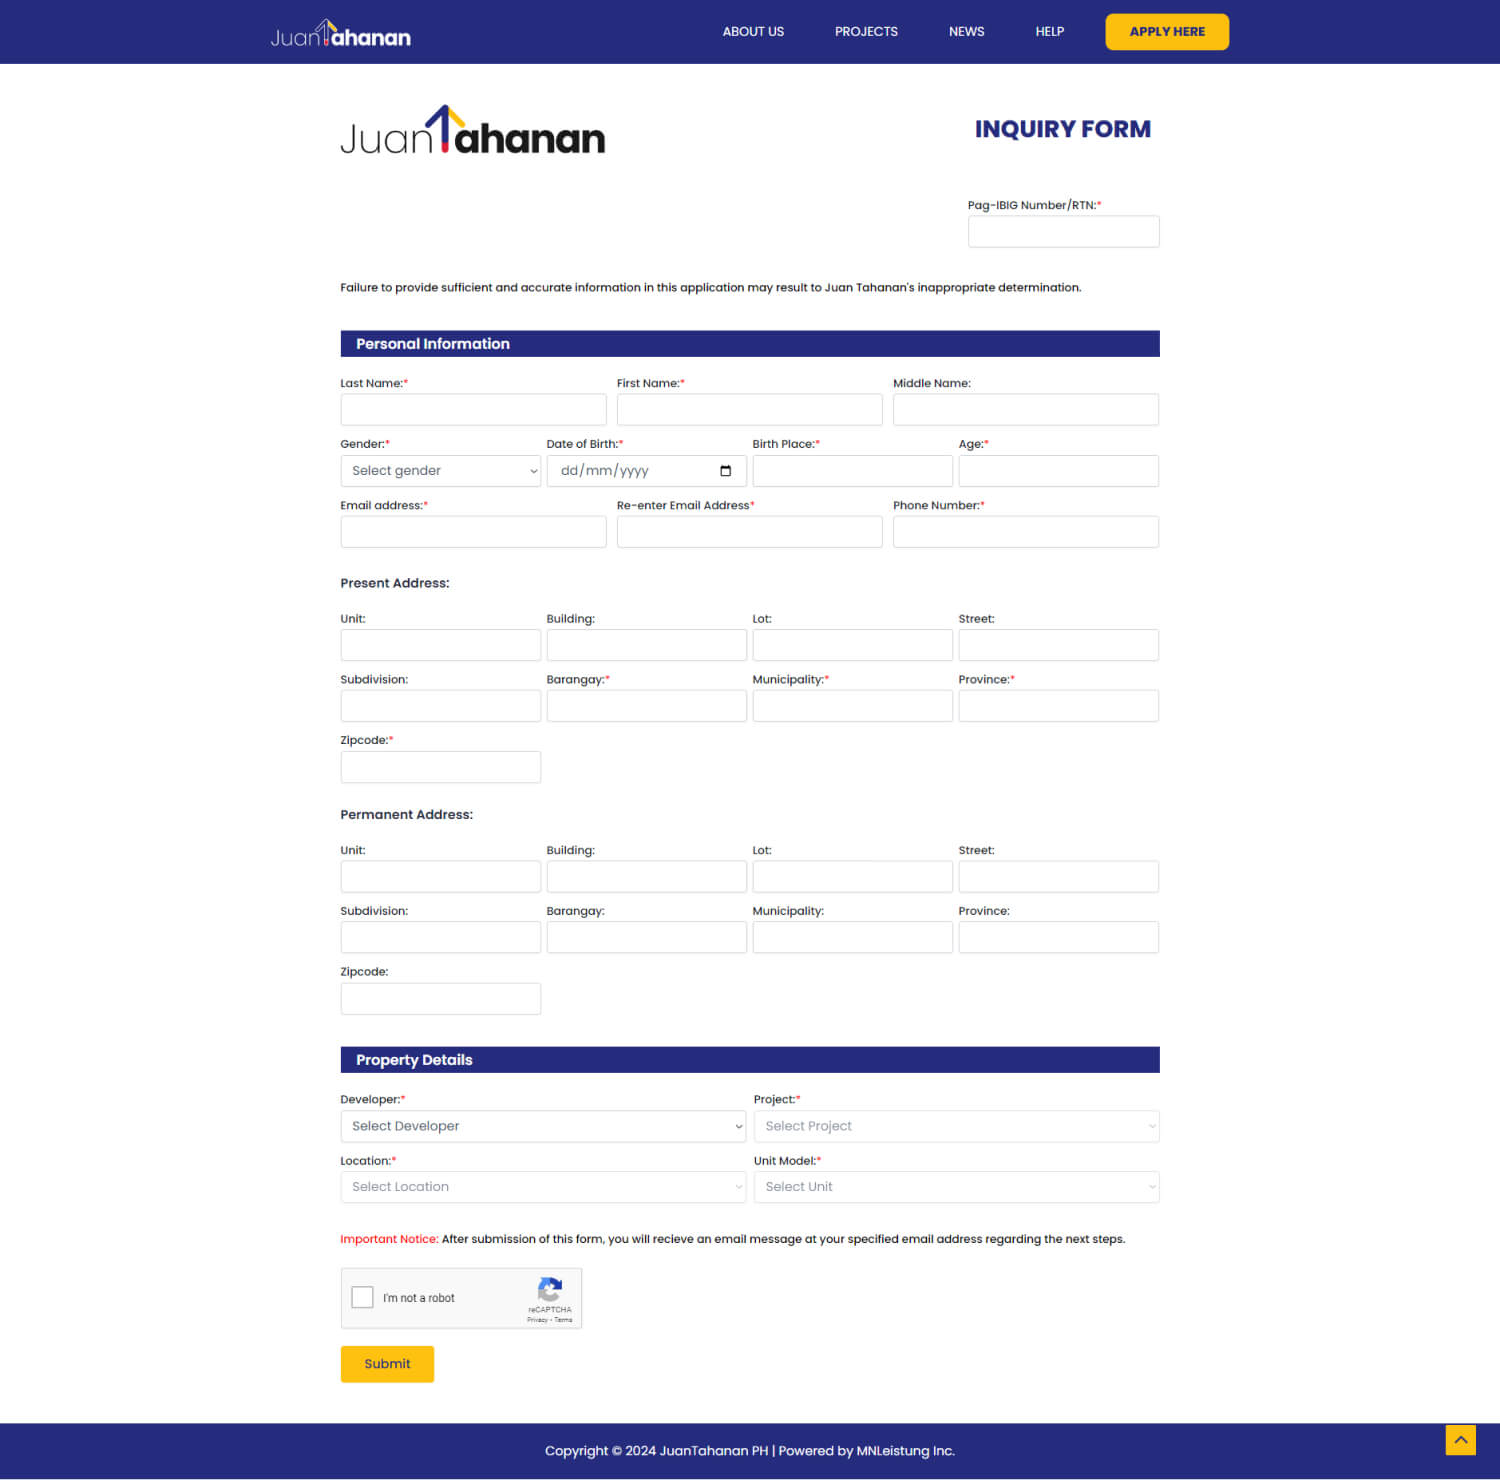 JuanTahanan ABOUT US PROJECTS NEWS HELP APPLY HERE
JuanTahanan INQUIRY FORM
Pag-IBIG Number/RTN:*
Failure to provide sufficient and accurate information in this application may result to Juan Tahanan's inappropriate determination.
Personal Information
Last Name:* First Name:* Middle Name:
Gender:* Date of Birth:* Birth Place:* Age:*
Select gender dd/mm/yyyy
Email address:* Re-enter Email Address* Phone Number:*
Present Address:
Unit: Building: Lot: Street:
Subdivision: Barangay:* Municipality:* Province:*
Zipcode:*
Permanent Address:
Unit: Building: Lot: Street:
Subdivision: Barangay: Municipality: Province:
Zipcode:
Property Details
Developer:* Project:*
Select Developer Select Project
Location:* Unit Model:*
Select Location Select Unit
Important Notice: After submission of this form, you will recieve an email message at your specified email address regarding the next steps.
I'm not a robot
reCAPTCHA
Privacy - Terms
Submit
Copyright © 2024 JuanTahanan PH | Powered by MNLeistung Inc.